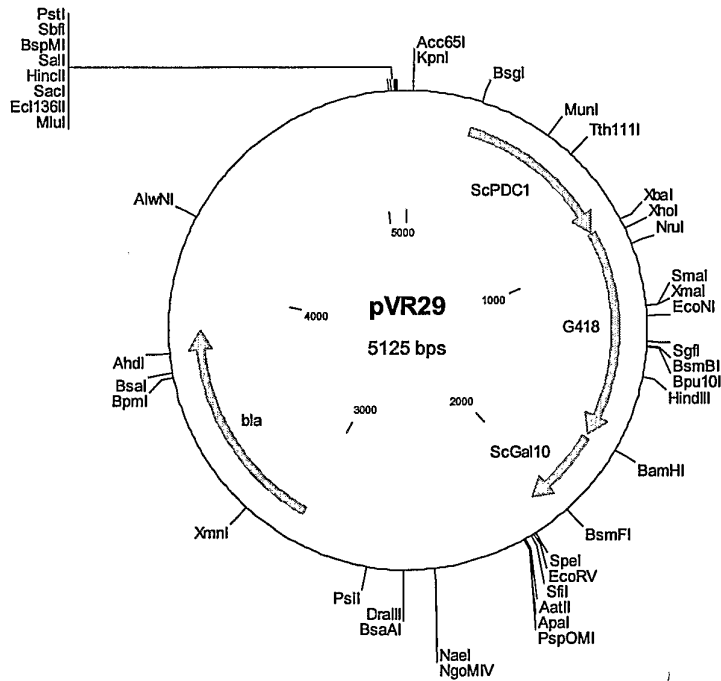 PstI
SbfI
BspMI
SalI
HincII
SacI
Ecl136II
MluI
Acc65I
KpnI
BsgI
MunI
Tth111I
XbaI
XhoI
NruI
SmaI
XmaI
EcoNI
SgfI
BsmBI
Bpu10I
HindIII
BamHI
BsmFI
SpeI
EcoRV
SfiI
AatII
ApaI
PspOMI
NaeI
NgoMIV
DraIII
BsaAI
PsiI
XmnI
BpmI
BsaI
AhdI
AlwNI
ScPDC1
G418
ScGal10
bla
5000
1000
2000
3000
4000
pVR29
5125 bps